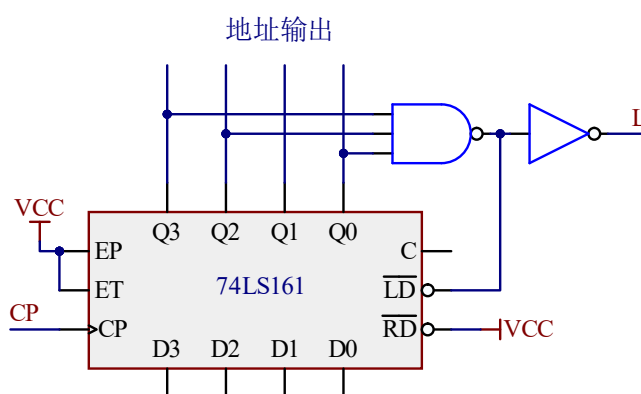 地址输出
L
VCC
Q3 Q2 Q1 Q0
EP
C
ET
74LS161
LD
CP
CP
RD
VCC
D3 D2 D1 D0